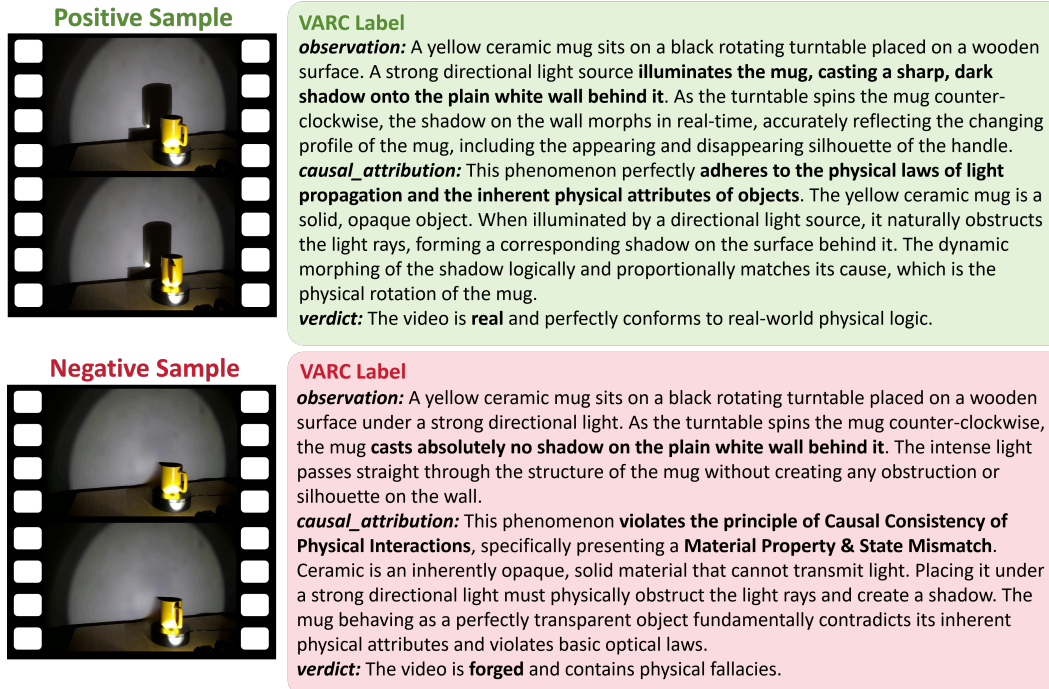 Positive Sample
VARC Label
observation: A yellow ceramic mug sits on a black rotating turntable placed on a wooden
surface. A strong directional light source illuminates the mug, casting a sharp, dark
shadow onto the plain white wall behind it. As the turntable spins the mug counter-
clockwise, the shadow on the wall morphs in real-time, accurately reflecting the changing
profile of the mug, including the appearing and disappearing silhouette of the handle.
causal_attribution: This phenomenon perfectly adheres to the physical laws of light
propagation and the inherent physical attributes of objects. The yellow ceramic mug is a
solid, opaque object. When illuminated by a directional light source, it naturally obstructs
the light rays, forming a corresponding shadow on the surface behind it. The dynamic
morphing of the shadow logically and proportionally matches its cause, which is the
physical rotation of the mug.
verdict: The video is real and perfectly conforms to real-world physical logic.
Negative Sample
VARC Label
observation: A yellow ceramic mug sits on a black rotating turntable placed on a wooden
surface under a strong directional light. As the turntable spins the mug counter-clockwise,
the mug casts absolutely no shadow on the plain white wall behind it. The intense light
passes straight through the structure of the mug without creating any obstruction or
silhouette on the wall.
causal_attribution: This phenomenon violates the principle of Causal Consistency of
Physical Interactions, specifically presenting a Material Property & State Mismatch.
Ceramic is an inherently opaque, solid material that cannot transmit light. Placing it under
a strong directional light must physically obstruct the light rays and create a shadow. The
mug behaving as a perfectly transparent object fundamentally contradicts its inherent
physical attributes and violates basic optical laws.
verdict: The video is forged and contains physical fallacies.